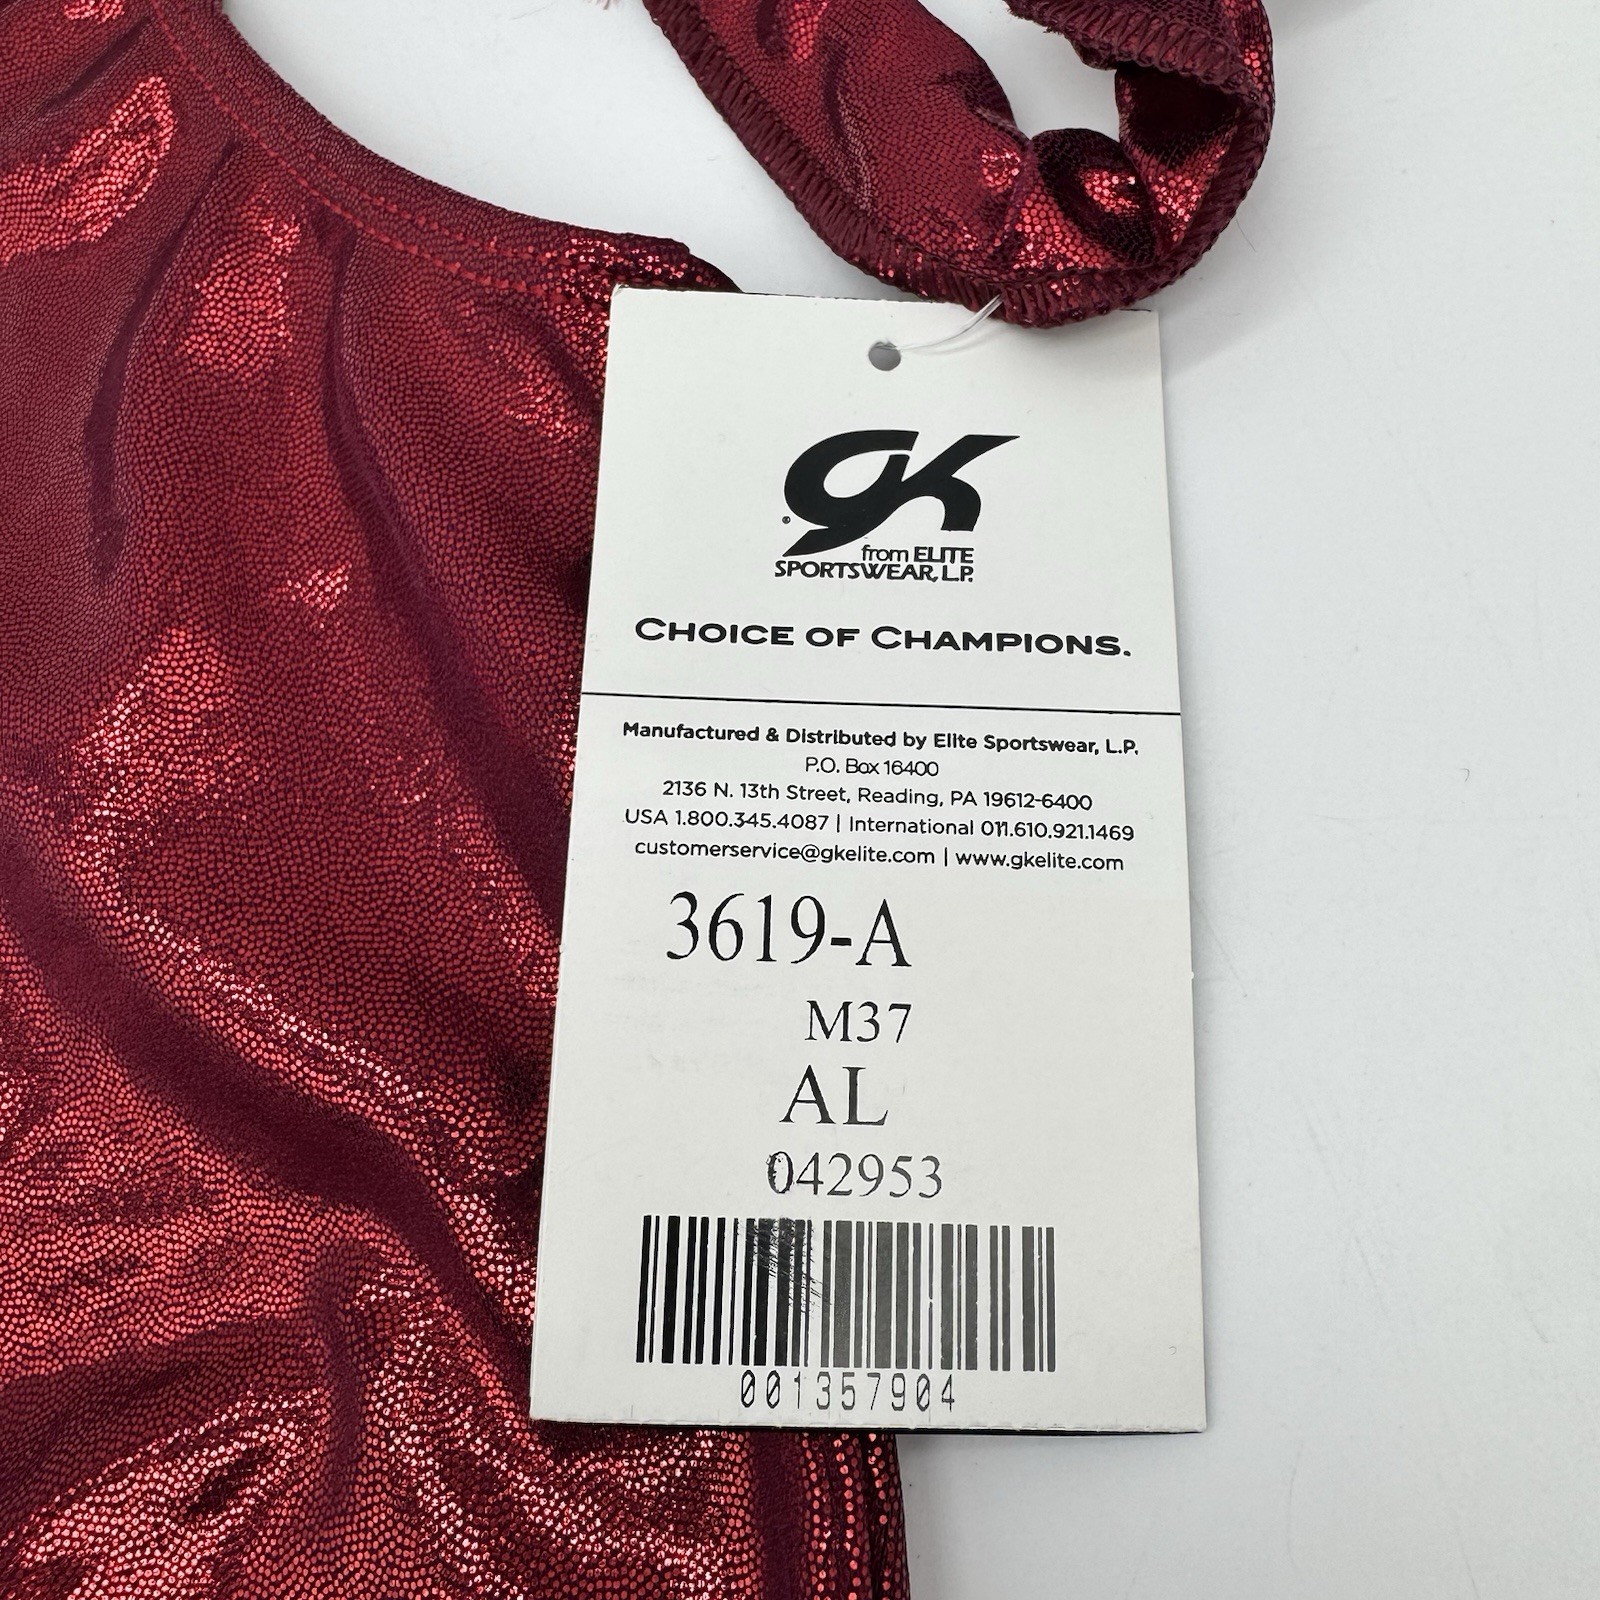 GK
®
from ELITE
SPORTSWEAR, L.P.
CHOICE OF CHAMPIONS.
Manufactured & Distributed by Elite Sportswear, L.P.
P.O. Box 16400
2136 N. 13th Street, Reading, PA 19612-6400
USA 1.800.345.4087 | International 011.610.921.1469
customerservice@gkelite.com | www.gkelite.com
3619-A
M37
AL
042953
001357904